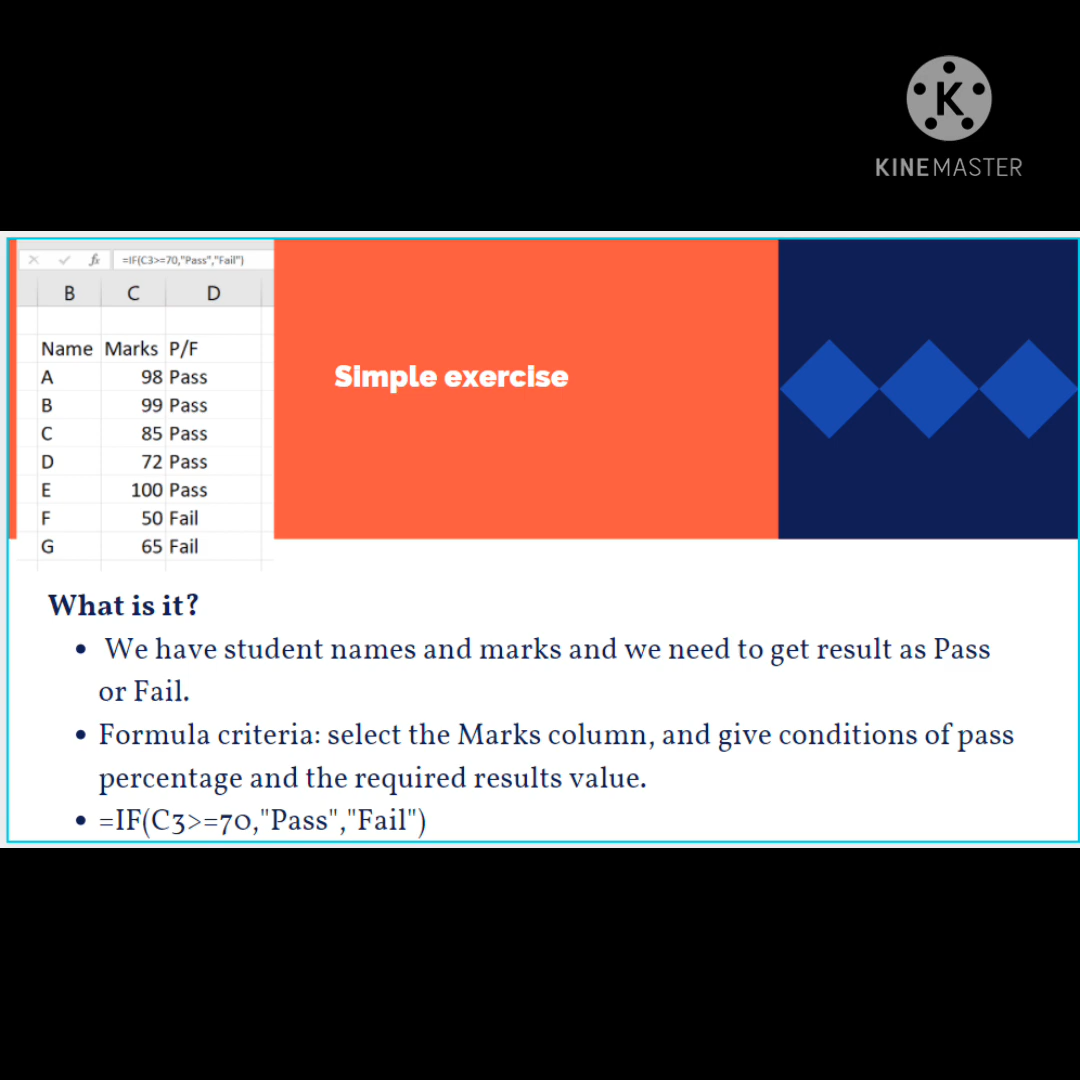 KINEMASTER
=IF(C3>=70,"Pass","Fail")
B C D
Name Marks P/F
A 98 Pass
B 99 Pass
C 85 Pass
D 72 Pass
E 100 Pass
F 50 Fail
G 65 Fail
Simple exercise
What is it?
• We have student names and marks and we need to get result as Pass
or Fail.
• Formula criteria: select the Marks column, and give conditions of pass
percentage and the required results value.
• =IF(C3>=70,"Pass","Fail")